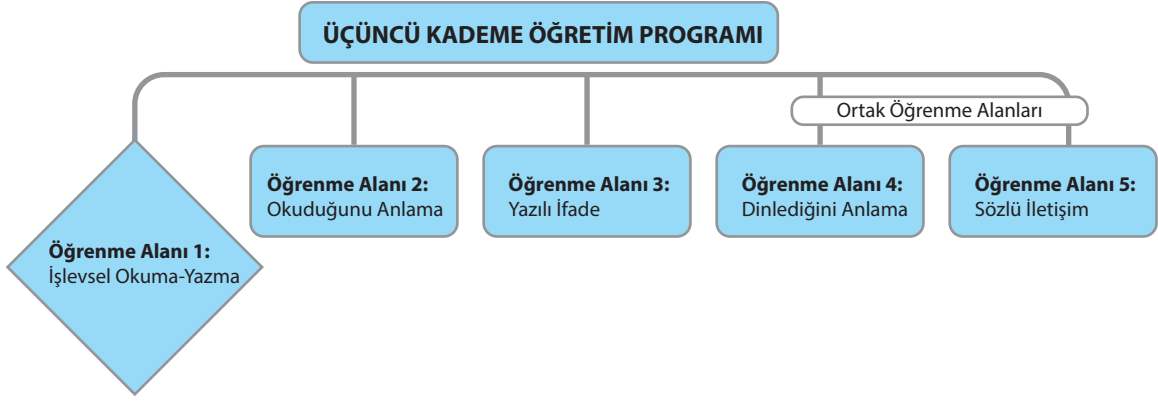 ÜÇÜNCÜ KADEME ÖĞRETİM PROGRAMI
Ortak Öğrenme Alanları
Öğrenme Alanı 1:
İşlevsel Okuma-Yazma
Öğrenme Alanı 2:
Okuduğunu Anlama
Öğrenme Alanı 3:
Yazılı İfade
Öğrenme Alanı 4:
Dinlediğini Anlama
Öğrenme Alanı 5:
Sözlü İletişim